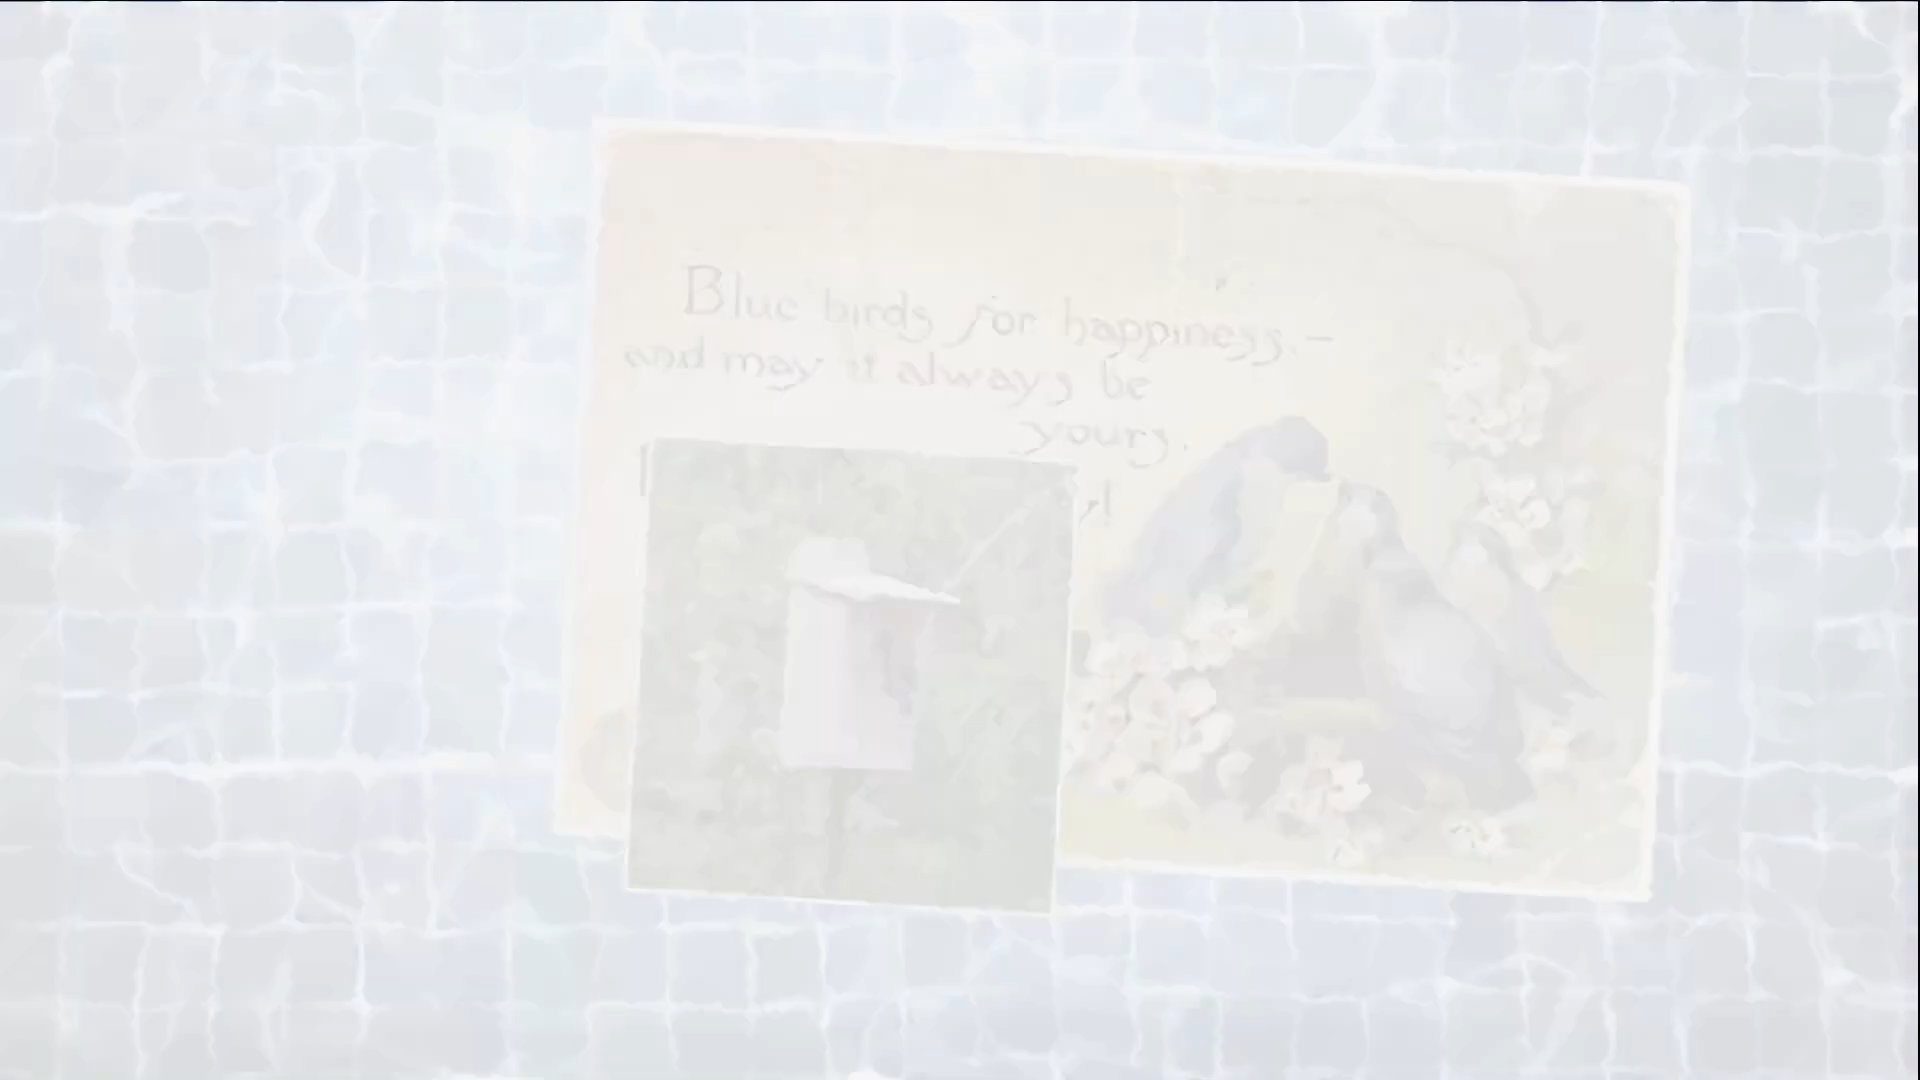 Blue birds for happiness.—
and may it always be
yours.